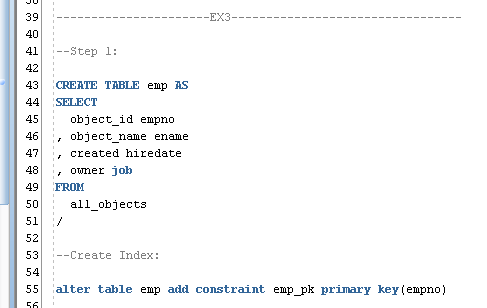 38
39 ----------------------EX3---------------------------------
40
41 --Step 1:
42
43 CREATE TABLE emp AS
44 SELECT
45 object_id empno
46 , object_name ename
47 , created hiredate
48 , owner job
49 FROM
50 all_objects
51 /
52
53 --Create Index:
54
55 alter table emp add constraint emp_pk primary key(empno)
56